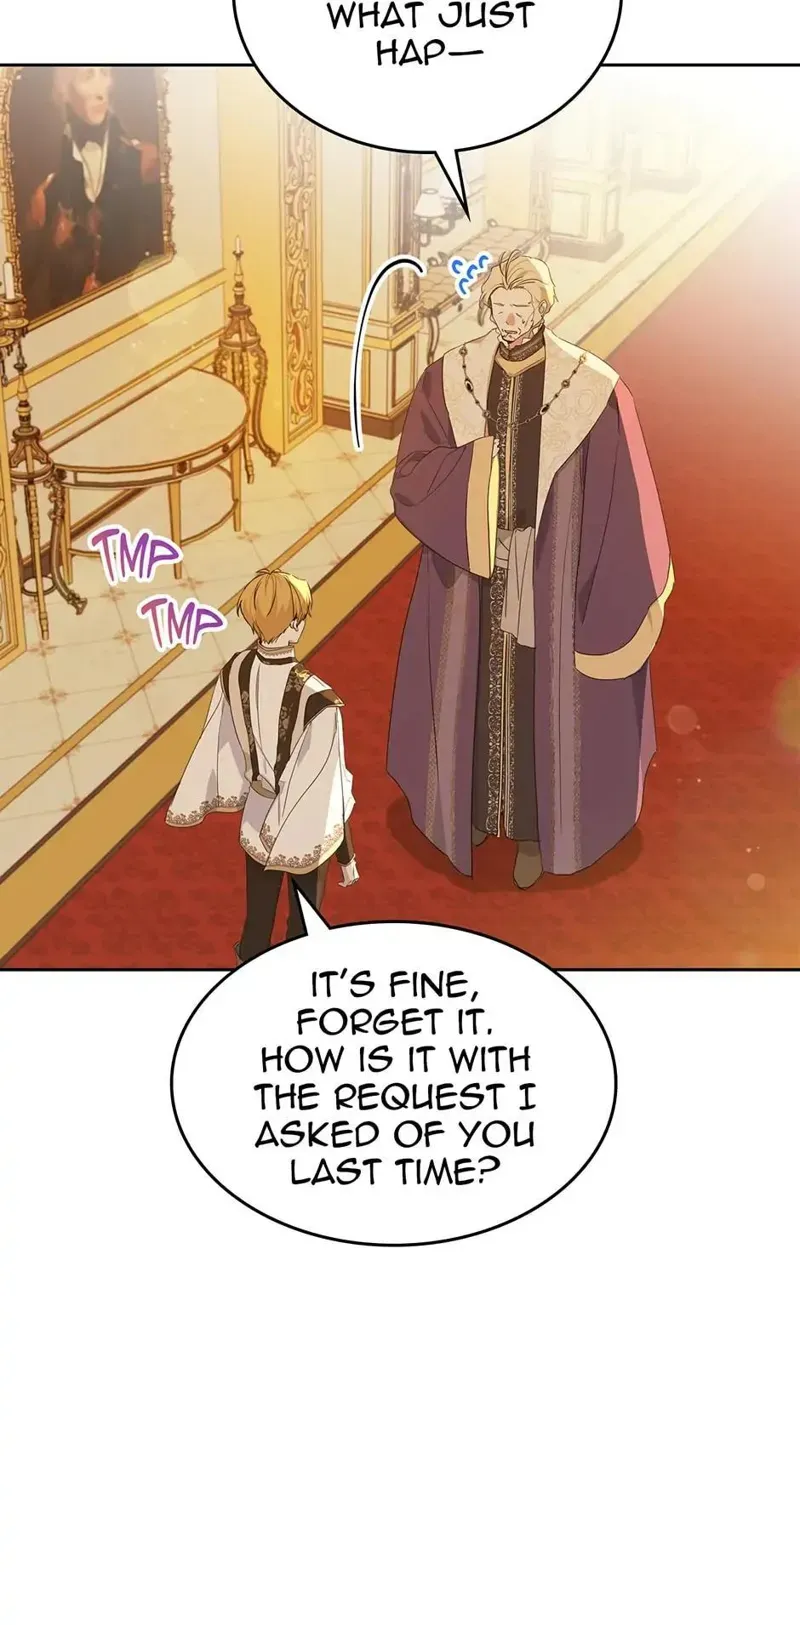 WHAT JUST
HAP—
TMP
TMP
IT'S FINE,
FORGET IT.
HOW IS IT WITH
THE REQUEST I
ASKED OF YOU
LAST TIME?